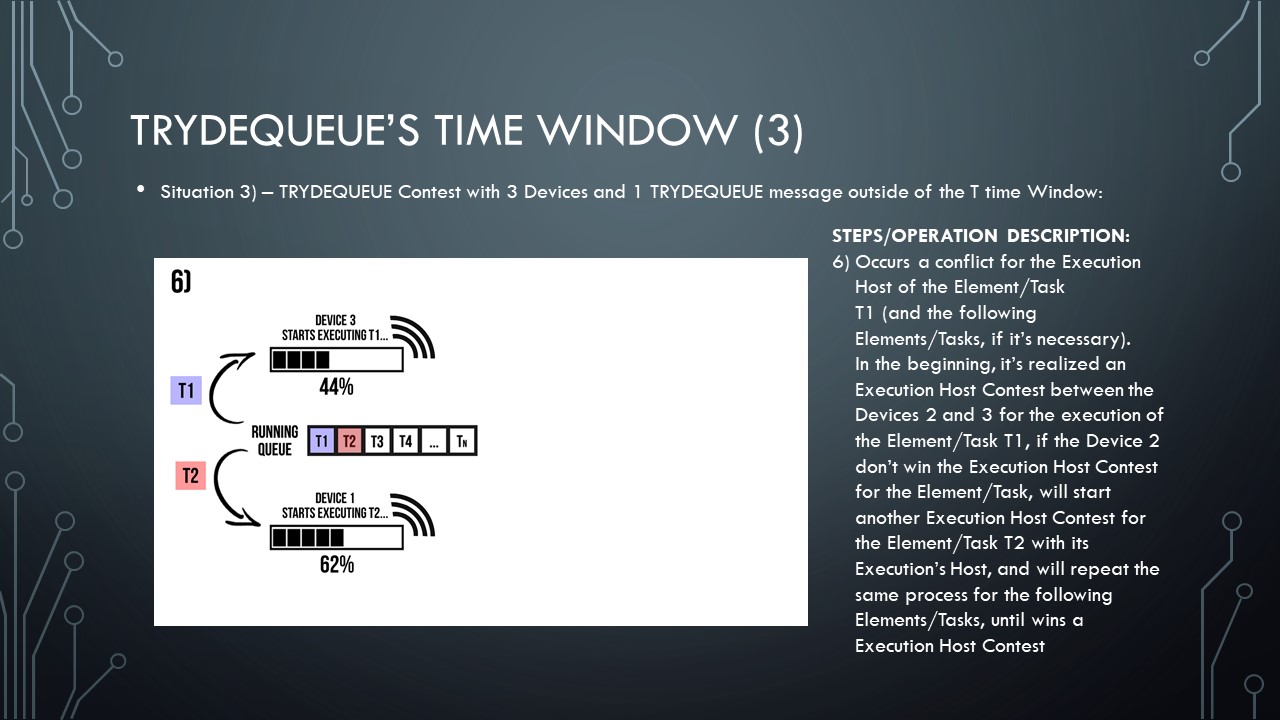 TRYDEQUEUE’S TIME WINDOW (3)
• Situation 3) – TRYDEQUEUE Contest with 3 Devices and 1 TRYDEQUEUE message outside of the T time Window:
6)
DEVICE 3
STARTS EXECUTING T1...
44%
T1
RUNNING
QUEUE
T1 T2 T3 T4 ... TN
T2
DEVICE 1
STARTS EXECUTING T2...
62%
STEPS/OPERATION DESCRIPTION:
6) Occurs a conflict for the Execution
Host of the Element/Task
T1 (and the following
Elements/Tasks, if it’s necessary).
In the beginning, it’s realized an
Execution Host Contest between the
Devices 2 and 3 for the execution of
the Element/Task T1, if the Device 2
don’t win the Execution Host Contest
for the Element/Task, will start
another Execution Host Contest for
the Element/Task T2 with its
Execution’s Host, and will repeat the
same process for the following
Elements/Tasks, until wins a
Execution Host Contest